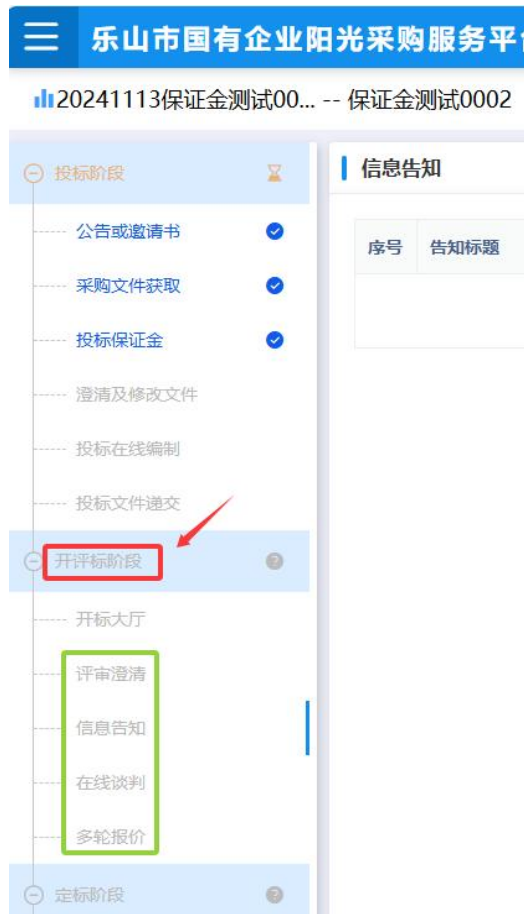 乐山市国有企业阳光采购服务平台
20241113保证金测试00... -- 保证金测试0002
投标阶段
信息告知
公告或邀请书
序号 告知标题
采购文件获取
投标保证金
澄清及修改文件
投标在线编制
投标文件递交
开评标阶段
开标大厅
评审澄清
信息告知
在线谈判
多轮报价
定标阶段